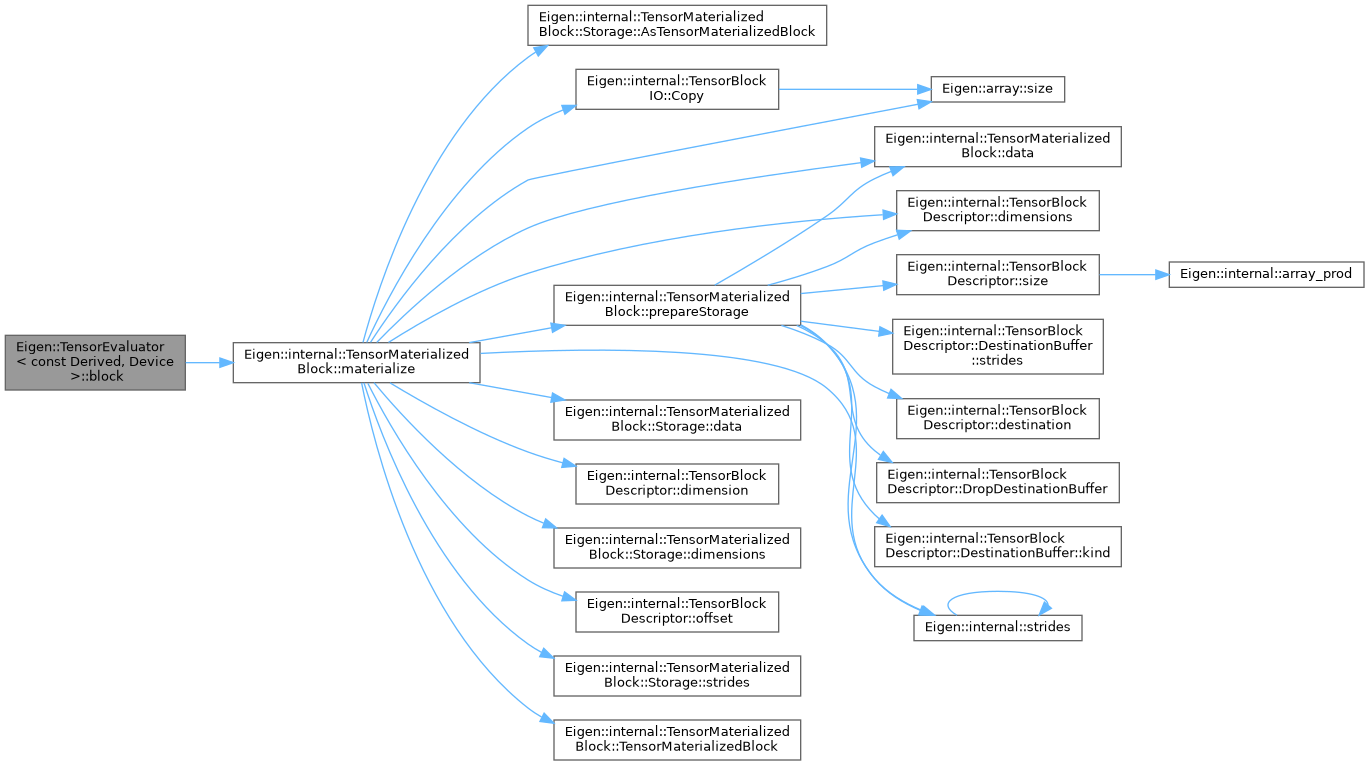 Eigen::TensorEvaluator
< const Derived, Device
>::block
Eigen::internal::TensorMaterialized
Block::materialize
Eigen::internal::TensorMaterialized
Block::Storage::AsTensorMaterializedBlock
Eigen::internal::TensorBlock
IO::Copy
Eigen::internal::TensorMaterialized
Block::prepareStorage
Eigen::internal::TensorMaterialized
Block::Storage::data
Eigen::internal::TensorBlock
Descriptor::dimension
Eigen::internal::TensorMaterialized
Block::Storage::dimensions
Eigen::internal::TensorBlock
Descriptor::offset
Eigen::internal::TensorMaterialized
Block::Storage::strides
Eigen::internal::TensorMaterialized
Block::TensorMaterializedBlock
Eigen::array::size
Eigen::internal::TensorMaterialized
Block::data
Eigen::internal::TensorBlock
Descriptor::dimensions
Eigen::internal::TensorBlock
Descriptor::size
Eigen::internal::TensorBlock
Descriptor::DestinationBuffer
::strides
Eigen::internal::TensorBlock
Descriptor::destination
Eigen::internal::TensorBlock
Descriptor::DropDestinationBuffer
Eigen::internal::TensorBlock
Descriptor::DestinationBuffer::kind
Eigen::internal::strides
Eigen::internal::array_prod